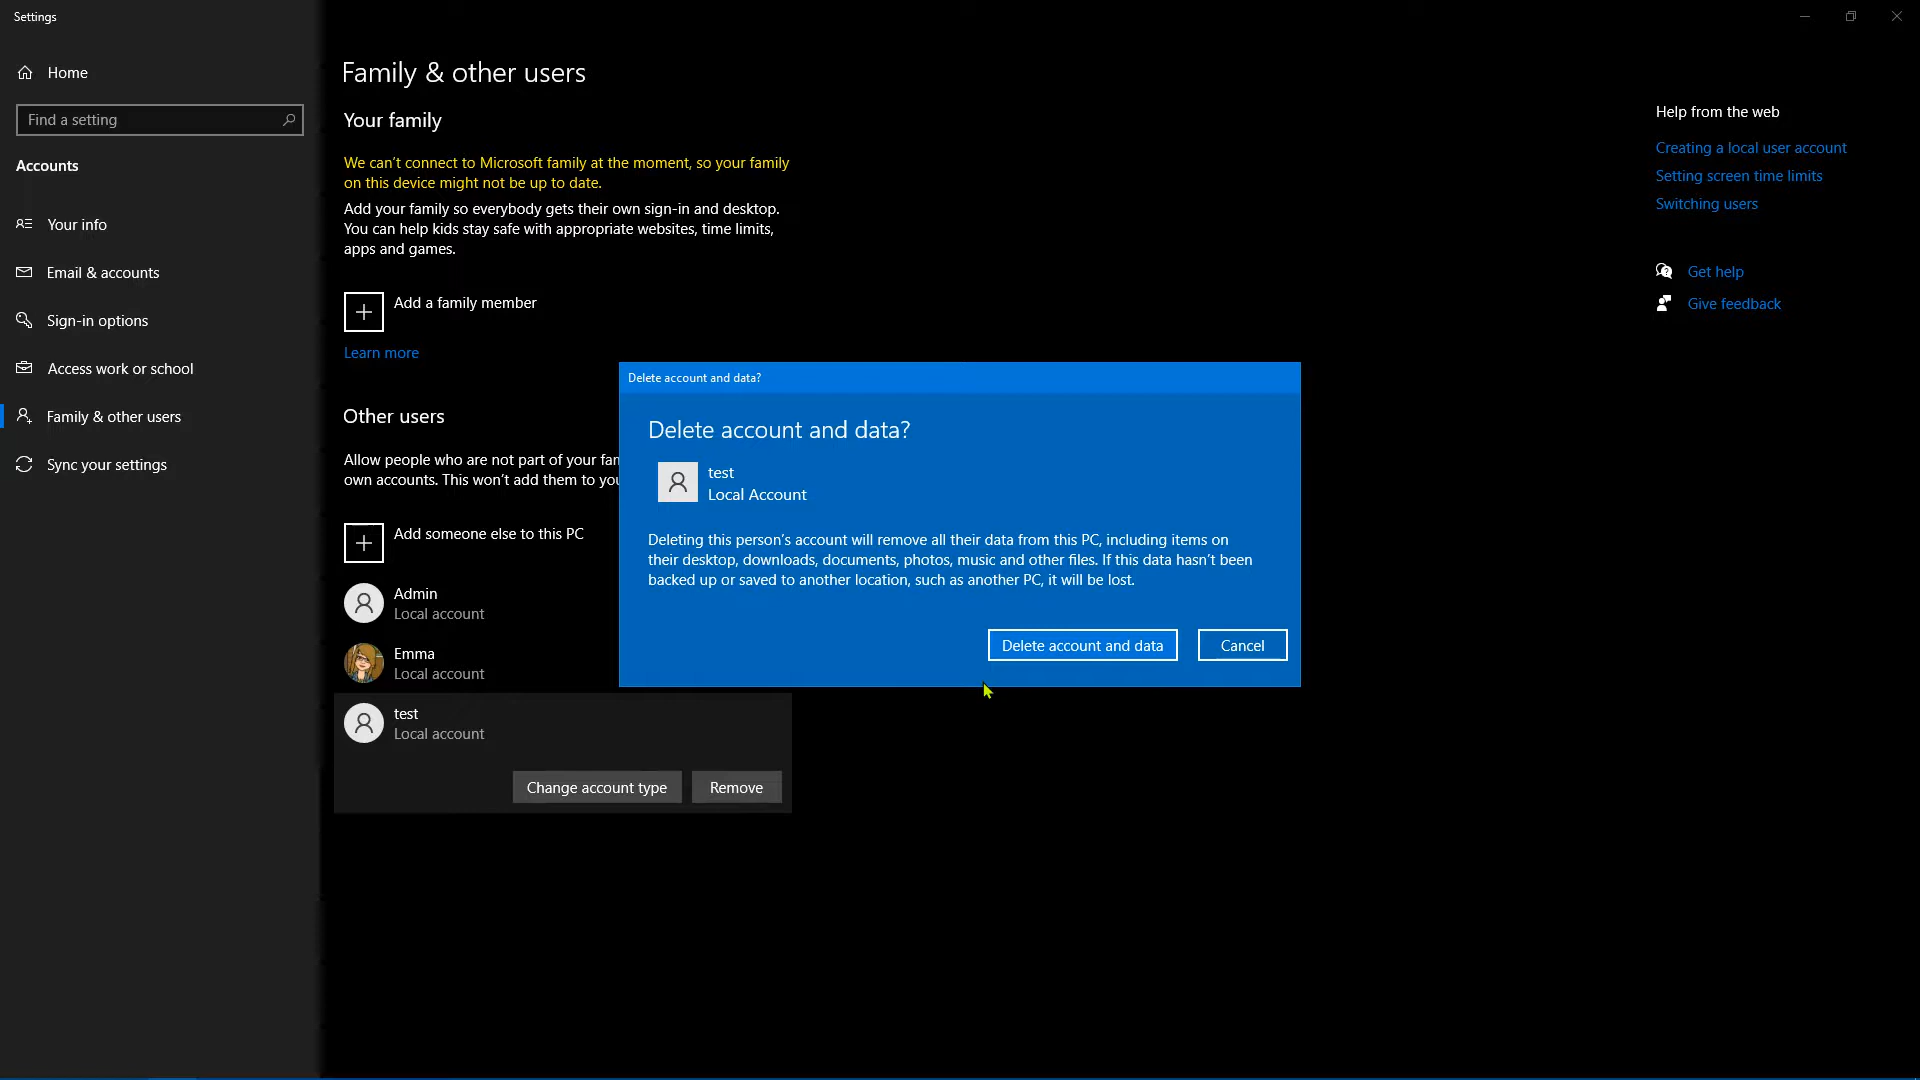 Settings
Home
Find a setting
Accounts
Your info
Email & accounts
Sign-in options
Access work or school
Family & other users
Sync your settings
Family & other users
Your family
We can't connect to Microsoft family at the moment, so your family
on this device might not be up to date.
Add your family so everybody gets their own sign-in and desktop.
You can help kids stay safe with appropriate websites, time limits,
apps and games.
Add a family member
Learn more
Other users
Allow people who are not part of your fam
own accounts. This won't add them to you
Add someone else to this PC
Admin
Local account
Emma
Local account
test
Local account
Change account type
Remove
Delete account and data?
Delete account and data?
test
Local Account
Deleting this person's account will remove all their data from this PC, including items on
their desktop, downloads, documents, photos, music and other files. If this data hasn't been
backed up or saved to another location, such as another PC, it will be lost.
Delete account and data
Cancel
Help from the web
Creating a local user account
Setting screen time limits
Switching users
Get help
Give feedback